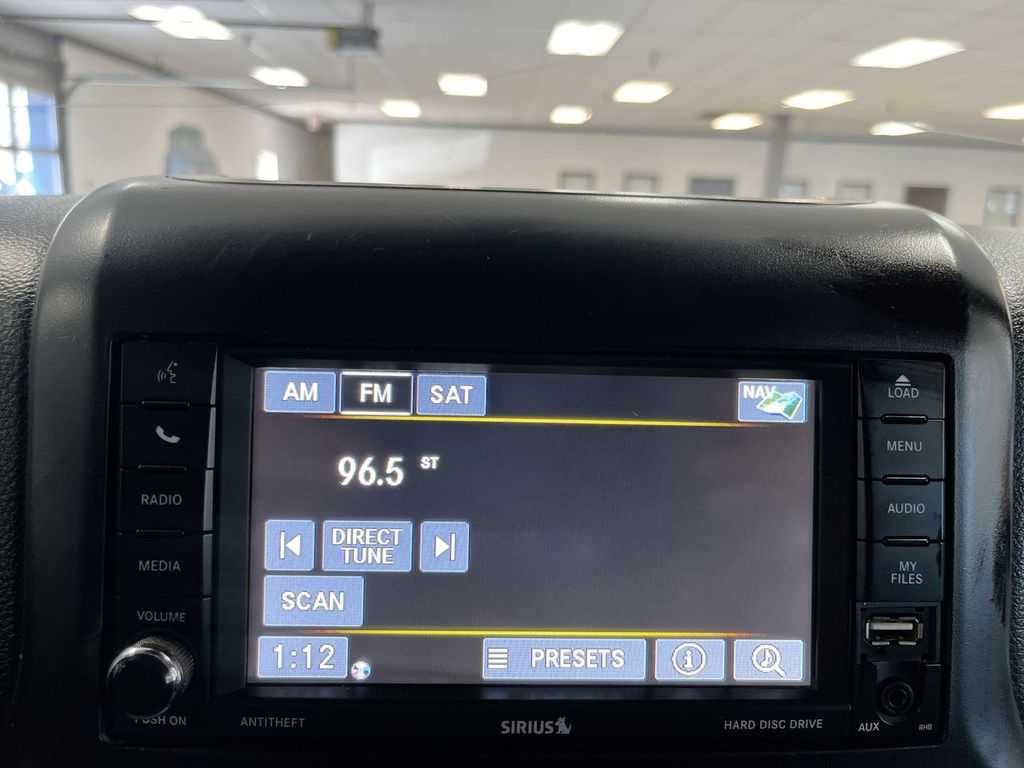 AM
FM
SAT
NAV
LOAD
MENU
96.5 ST
RADIO
AUDIO
DIRECT
TUNE
MEDIA
MY
FILES
SCAN
VOLUME
1:12
PRESETS
PUSH ON
ANTITHEFT
SIRIUS
HARD DISC DRIVE
AUX
RHB